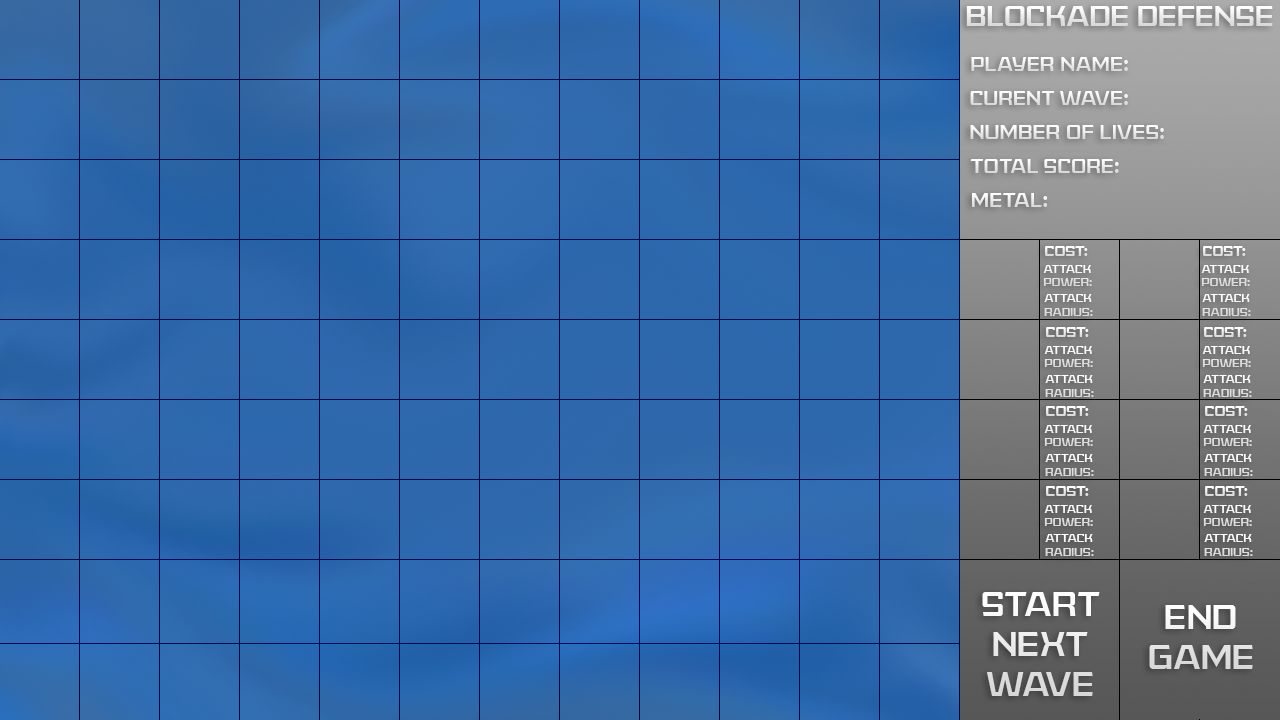 BLOCKADE DEFENSE
PLAYER NAME:
CURENT WAVE:
NUMBER OF LIVES:
TOTAL SCORE:
METAL:
COST: COST:
ATTACK ATTACK
POWER: POWER:
ATTACK ATTACK
RADIUS: RADIUS:
COST: COST:
ATTACK ATTACK
POWER: POWER:
ATTACK ATTACK
RADIUS: RADIUS:
COST: COST:
ATTACK ATTACK
POWER: POWER:
ATTACK ATTACK
RADIUS: RADIUS:
COST: COST:
ATTACK ATTACK
POWER: POWER:
ATTACK ATTACK
RADIUS: RADIUS:
START
NEXT
WAVE
END
GAME